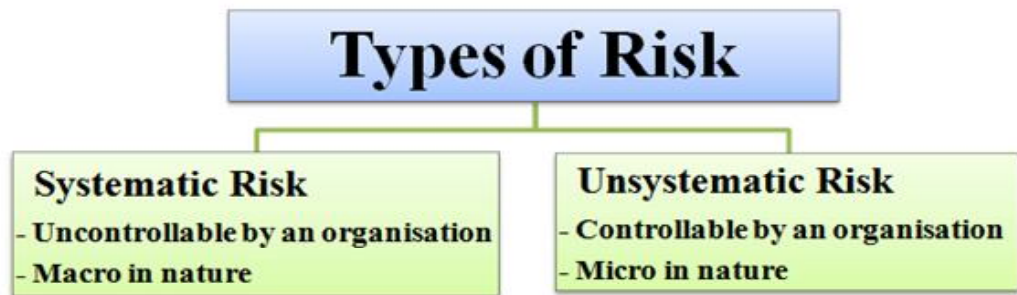 Types of Risk
Systematic Risk
- Uncontrollable by an organisation
- Macro in nature
Unsystematic Risk
- Controllable by an organisation
- Micro in nature